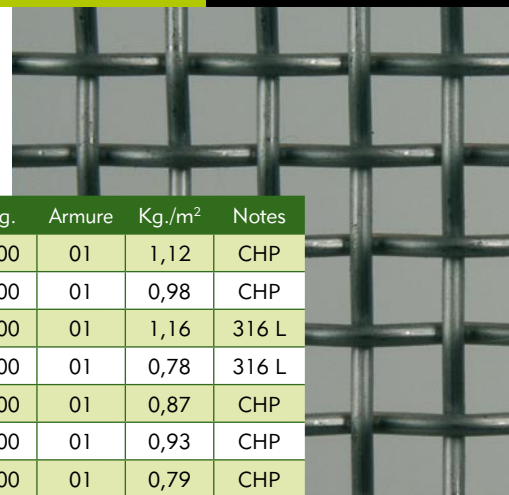 g. Armure Kg./m² Notes
00 01 1,12 CHP
00 01 0,98 CHP
00 01 1,16 316 L
00 01 0,78 316 L
00 01 0,87 CHP
00 01 0,93 CHP
00 01 0,79 CHP